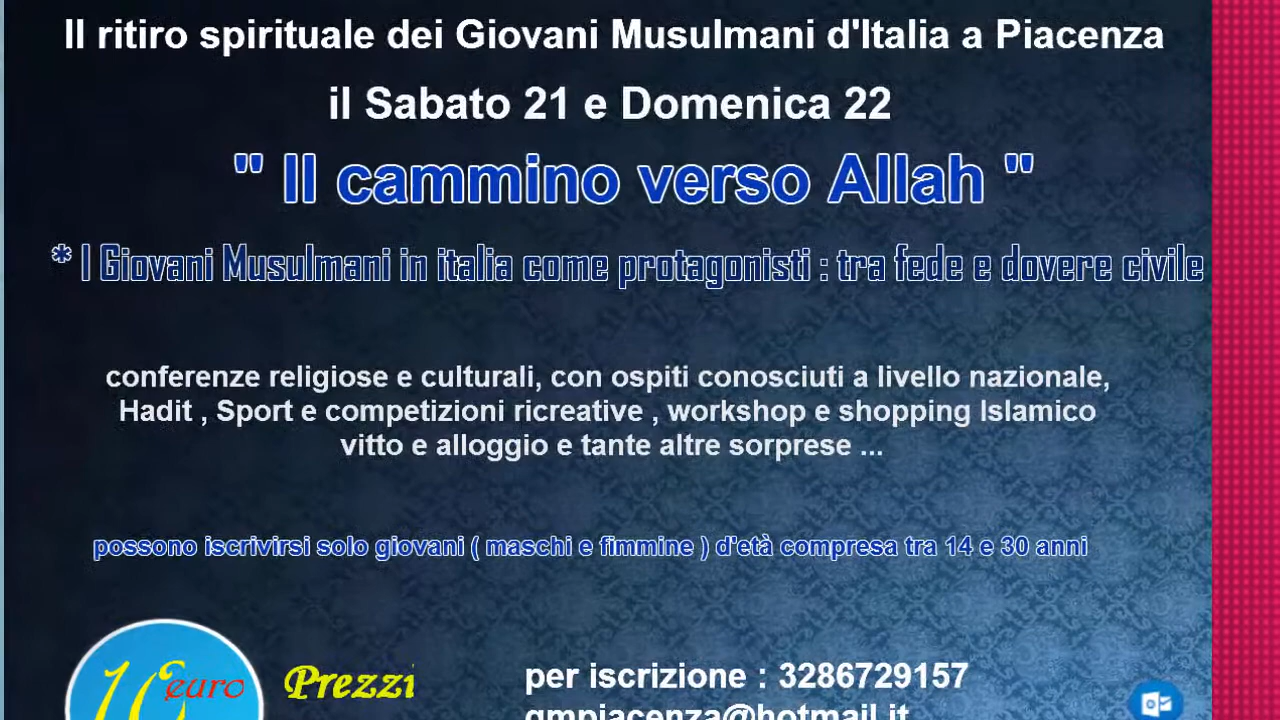 Il ritiro spirituale dei Giovani Musulmani d'Italia a Piacenza
il Sabato 21 e Domenica 22
" Il cammino verso Allah "
* I Giovani Musulmani in italia come protagonisti : tra fede e dovere civile
conferenze religiose e culturali, con ospiti conosciuti a livello nazionale,
Hadit , Sport e competizioni ricreative , workshop e shopping Islamico
vitto e alloggio e tante altre sorprese ...
possono iscrivirsi solo giovani ( maschi e fimmine ) d'età compresa tra 14 e 30 anni
euro
Prezzi
per iscrizione : 3286729157
gmpiacenza@hotmail.it